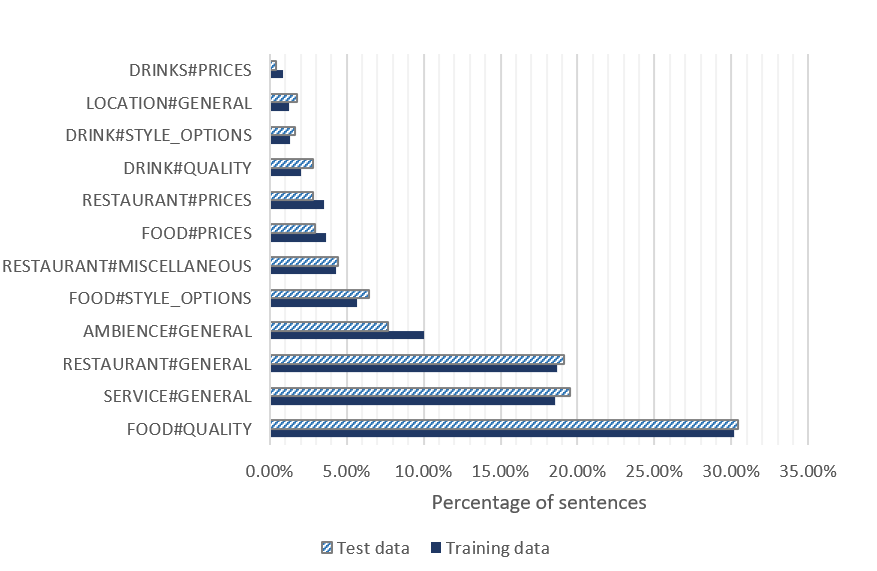 DRINKS#PRICES
LOCATION#GENERAL
DRINK#STYLE_OPTIONS
DRINK#QUALITY
RESTAURANT#PRICES
FOOD#PRICES
RESTAURANT#MISCELLANEOUS
FOOD#STYLE_OPTIONS
AMBIENCE#GENERAL
RESTAURANT#GENERAL
SERVICE#GENERAL
FOOD#QUALITY
0.00% 5.00% 10.00% 15.00% 20.00% 25.00% 30.00% 35.00%
Percentage of sentences
Test data Training data